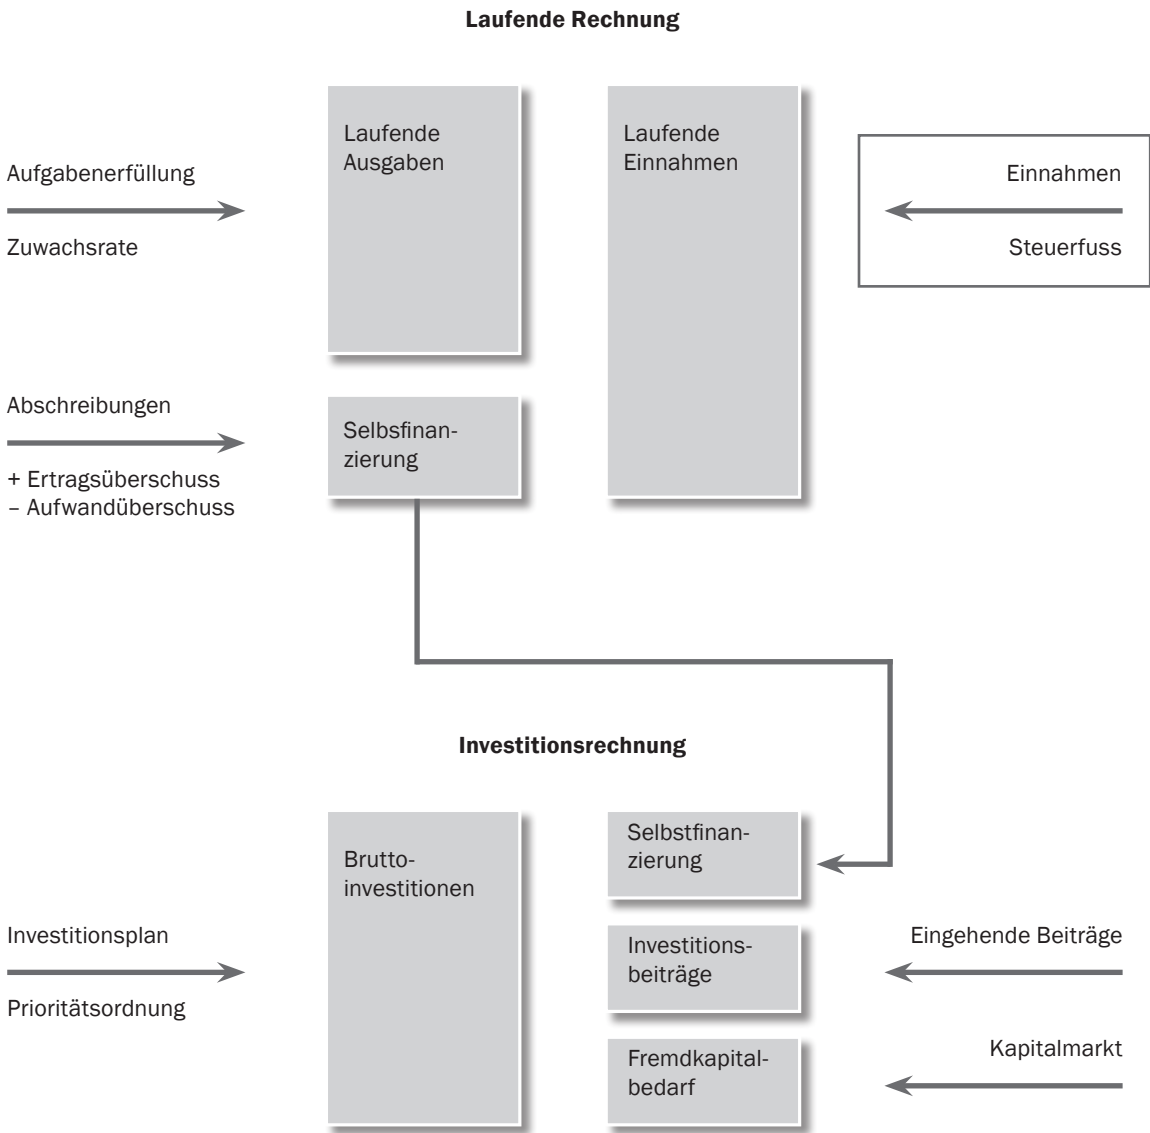 Laufende Rechnung
Laufende
Ausgaben
Laufende
Einnahmen
Aufgabenerfüllung
Zuwachsrate
Einnahmen
Steuerfuss
Abschreibungen
+ Ertragsüberschuss
– Aufwandüberschuss
Selbsfinan-
zierung
Investitionsrechnung
Brutto-
investitionen
Selbstfinan-
zierung
Investitionsplan
Prioritätsordnung
Investitions-
beiträge
Eingehende Beiträge
Fremdkapital-
bedarf
Kapitalmarkt